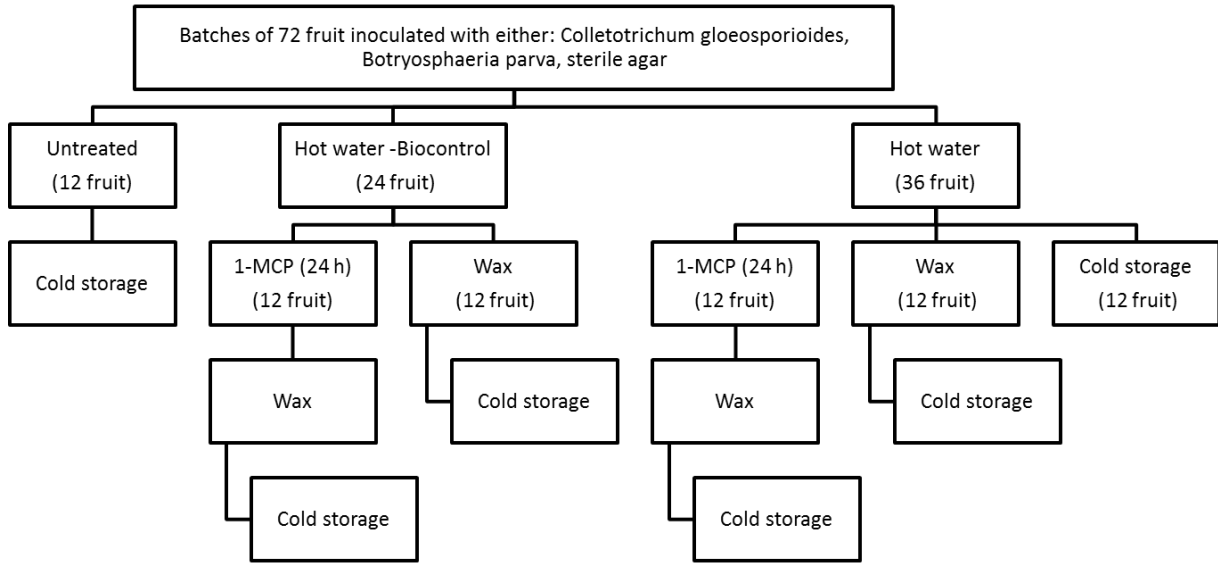 Batches of 72 fruit inoculated with either: Colletotrichum gloeosporioides,
Botryosphaeria parva, sterile agar
Untreated
(12 fruit)
Hot water -Biocontrol
(24 fruit)
Hot water
(36 fruit)
Cold storage
1-MCP (24 h)
(12 fruit)
Wax
(12 fruit)
1-MCP (24 h)
(12 fruit)
Wax
(12 fruit)
Cold storage
(12 fruit)
Wax
Cold storage
Wax
Cold storage
Cold storage
Cold storage